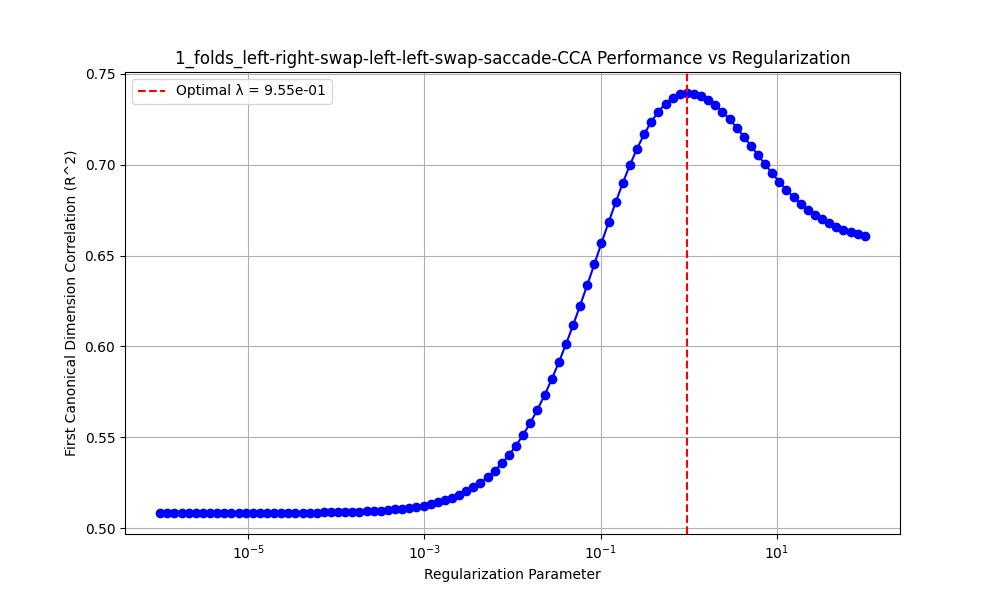 1_folds_left-right-swap-left-left-swap-saccade-CCA Performance vs Regularization
Optimal λ = 9.55e-01
First Canonical Dimension Correlation (R^2)
0.75
0.70
0.65
0.60
0.55
0.50
10^-5
10^-3
10^-1
10^1
Regularization Parameter